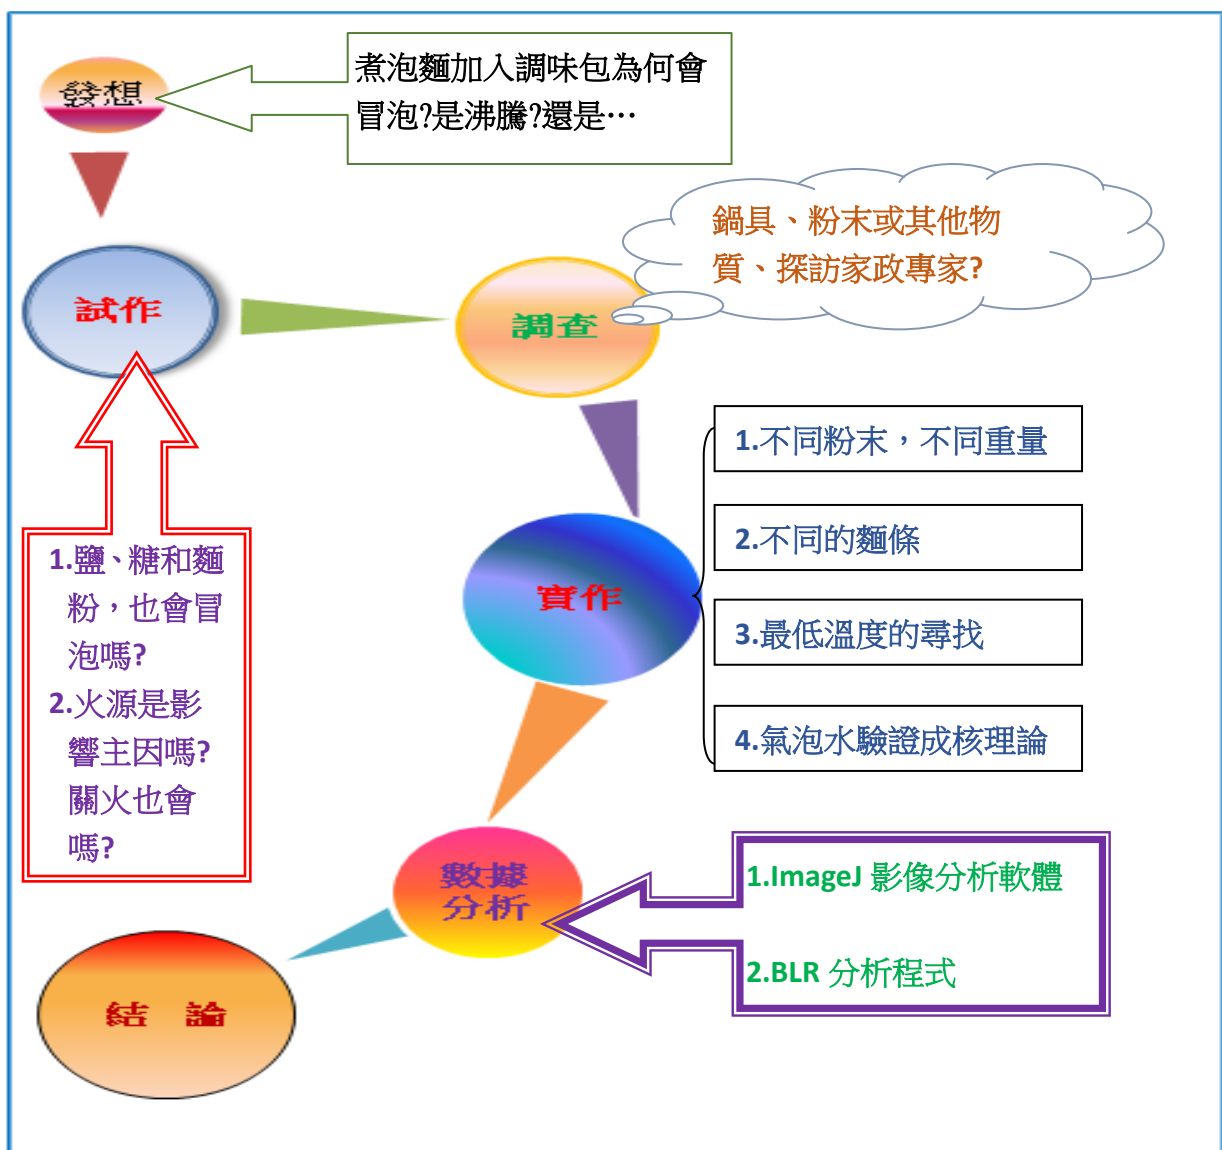 發想
煮泡麵加入調味包為何會
冒泡?是沸騰?還是…
鍋具、粉末或其他物
質、探訪家政專家?
試作
調查
1.鹽、糖和麵
粉，也會冒
泡嗎?
2.火源是影
響主因嗎?
關火也會
嗎?
實作
1.不同粉末，不同重量
2.不同的麵條
3.最低溫度的尋找
4.氣泡水驗證成核理論
數據
分析
1.ImageJ 影像分析軟體
2.BLR 分析程式
結 論